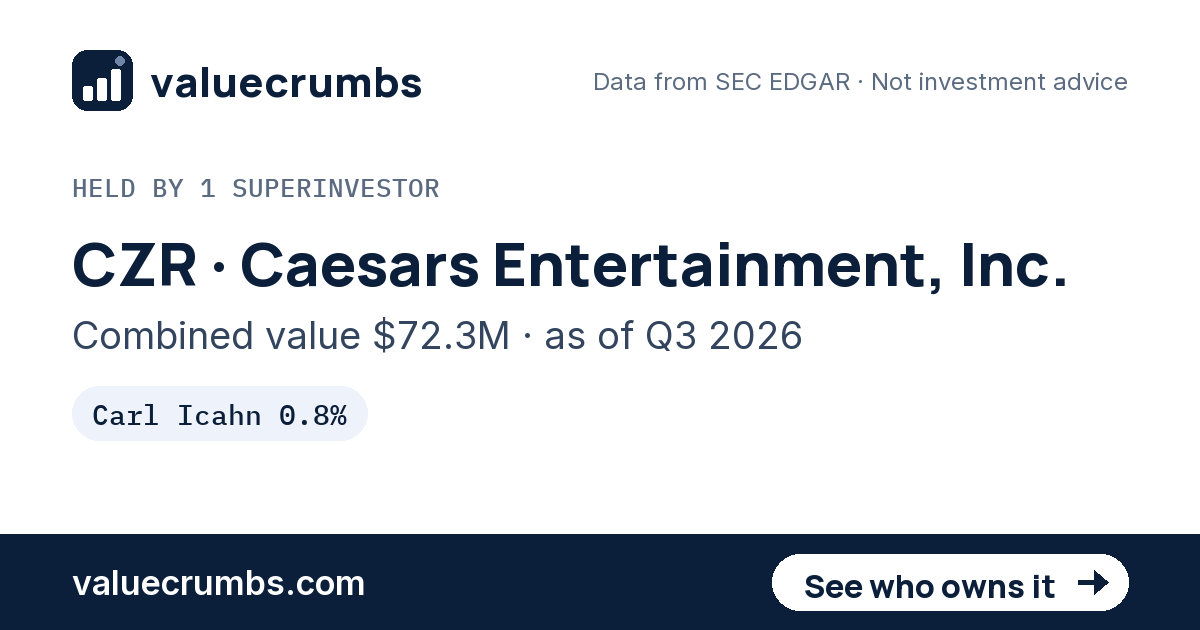 valuecrumbs
Data from SEC EDGAR · Not investment advice
HELD BY 1 SUPERINVESTOR
CZR · Caesars Entertainment, Inc.
Combined value $72.3M · as of Q3 2026
Carl Icahn 0.8%
valuecrumbs.com
See who owns it →